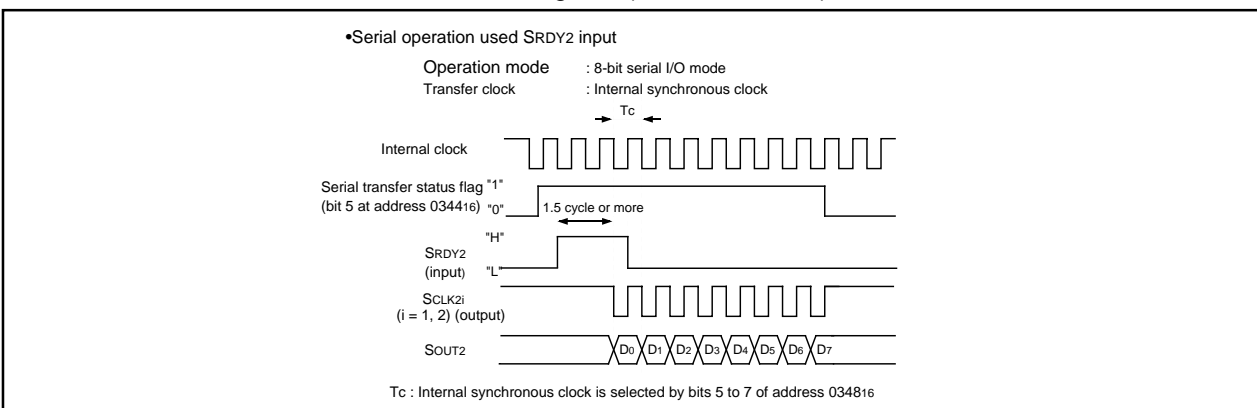 •Serial operation used SRDY2 input
Operation mode : 8-bit serial I/O mode
Transfer clock : Internal synchronous clock
Tc
Internal clock
Serial transfer status flag "1"
(bit 5 at address 034416) "0"
1.5 cycle or more
"H"
SRDY2
(input) "L"
SCLK2i
(i = 1, 2) (output)
SOUT2 D0 D1 D2 D3 D4 D5 D6 D7
Tc : Internal synchronous clock is selected by bits 5 to 7 of address 034816